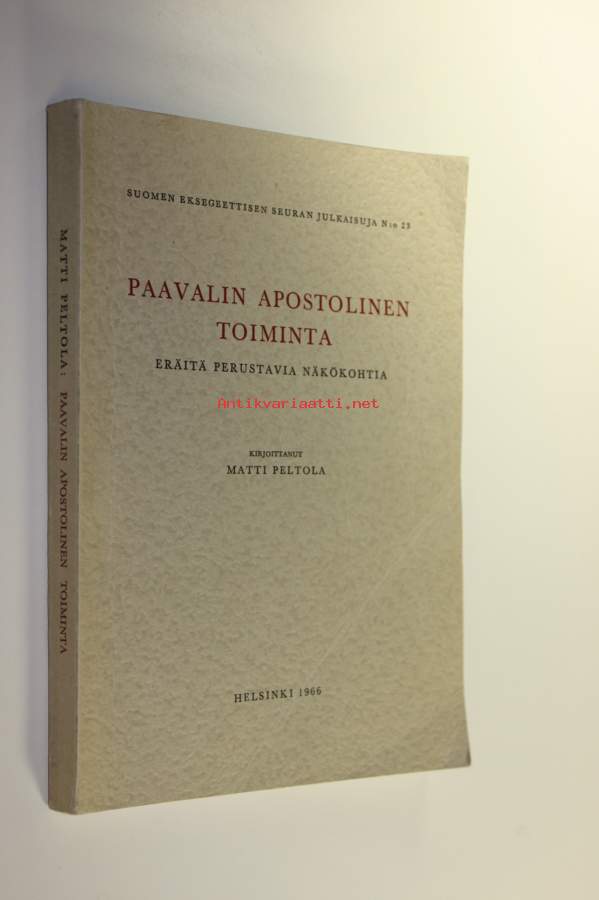 SUOMEN EKSEGEETTISEN SEURAN JULKAISUJA N:o 23
PAAVALIN APOSTOLINEN
TOIMINTA
ERÄITÄ PERUSTAVIA NÄKÖKOHTIA
Antikvariaatti.net
KIRJOITTANUT
MATTI PELTOLA
HELSINKI 1966
MATTI PELTOLA: PAAVALIN APOSTOLINEN TOIMINTA